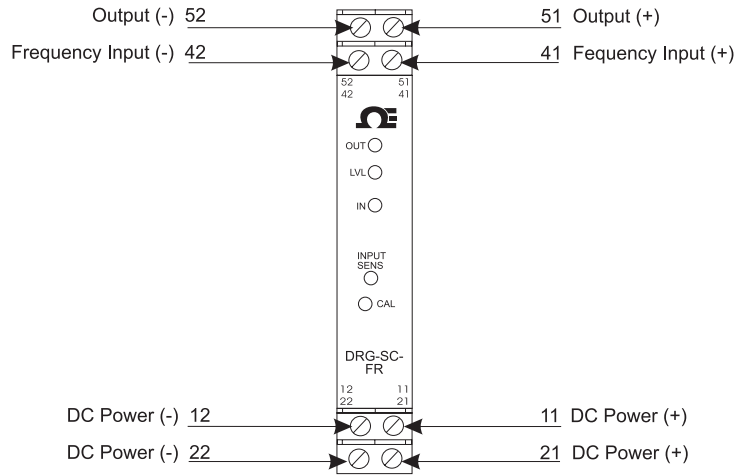 Output (-) 52
51 Output (+)
Frequency Input (-) 42
41 Fequency Input (+)
52 51
42 41
OUT
LVL
IN
INPUT
SENS
CAL
DRG-SC-
FR
12 11
22 21
DC Power (-) 12
11 DC Power (+)
DC Power (-) 22
21 DC Power (+)